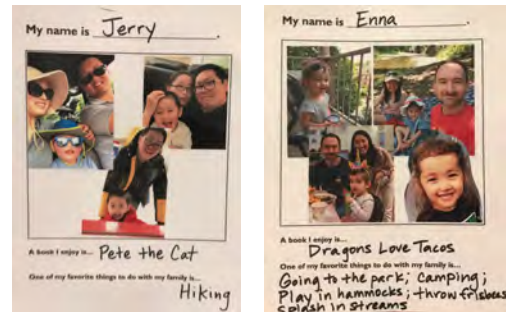 My name is Jerry.
A book I enjoy is... Pete the Cat
One of my favorite things to do with my family is...
Hiking
My name is Enna.
A book I enjoy is...
Dragons Love Tacos
One of my favorite things to do with my family is...
Going to the park; Camping;
Play in hammocks; throw frisbees
Splash in streams